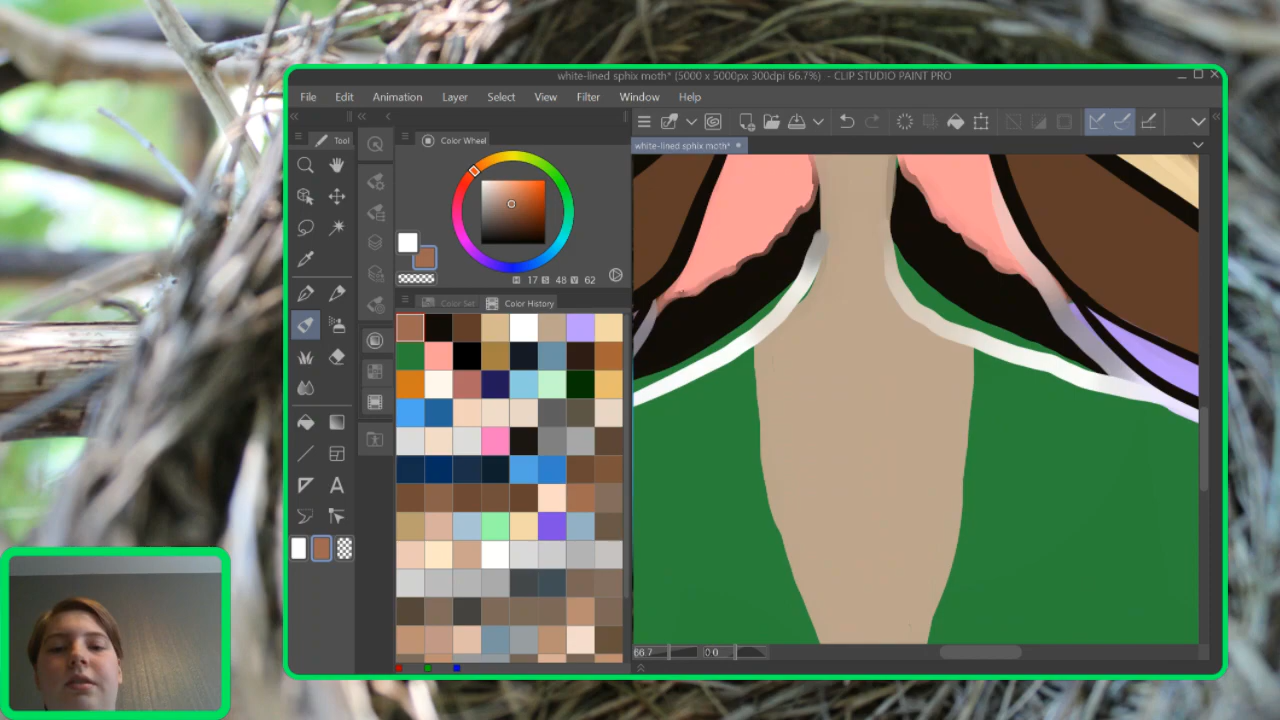 white-lined sphix moth* (5000 x 5000px 300dpi 66.7%) - CLIP STUDIO PAINT PRO
File Edit Animation Layer Select View Filter Window Help
Tool
Color Wheel
white-lined sphix moth*
H 17 S 48 V 62
Color Set Color History
A
66.7 0.0